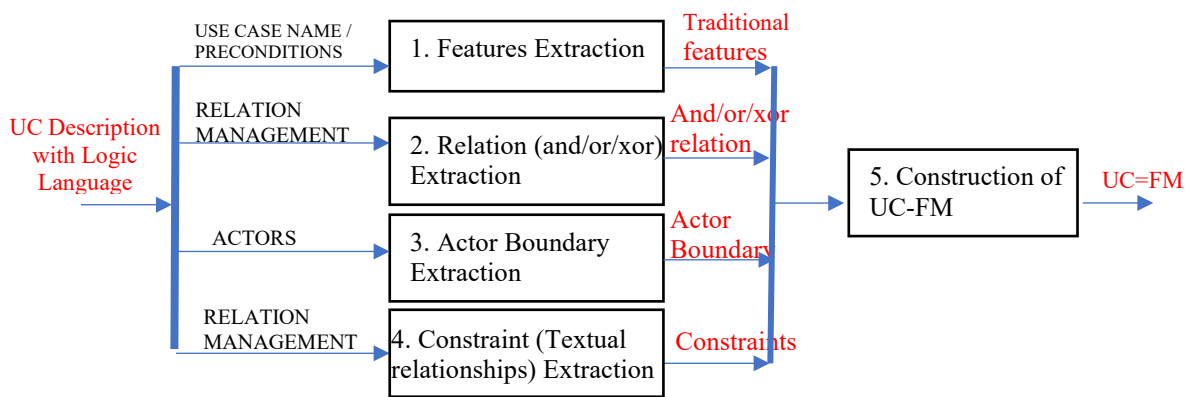 UC Description
with Logic
Language
USE CASE NAME /
PRECONDITIONS
1. Features Extraction
Traditional
features
RELATION
MANAGEMENT
2. Relation (and/or/xor)
Extraction
And/or/xor
relation
ACTORS
3. Actor Boundary
Extraction
Actor
Boundary
RELATION
MANAGEMENT
4. Constraint (Textual
relationships) Extraction
Constraints
5. Construction of
UC-FM
UC=FM